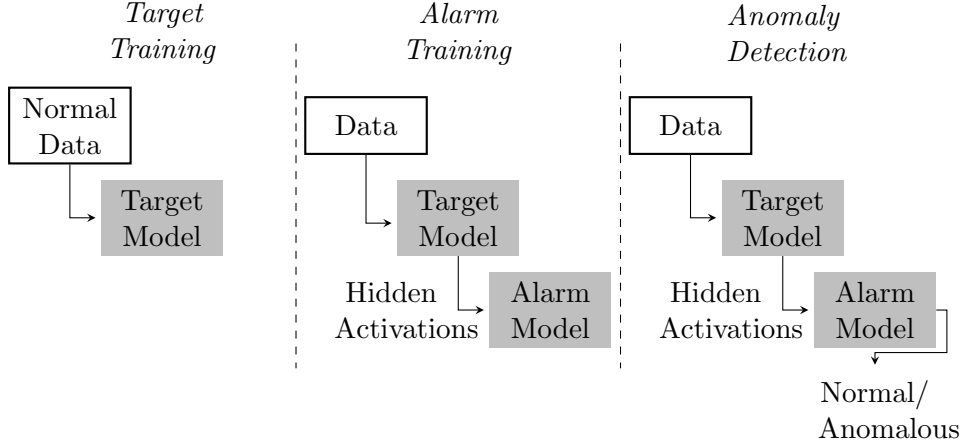 Target
Training
Normal
Data
Target
Model
Alarm
Training
Data
Target
Model
Hidden
Activations
Alarm
Model
Anomaly
Detection
Data
Target
Model
Hidden
Activations
Alarm
Model
Normal/
Anomalous